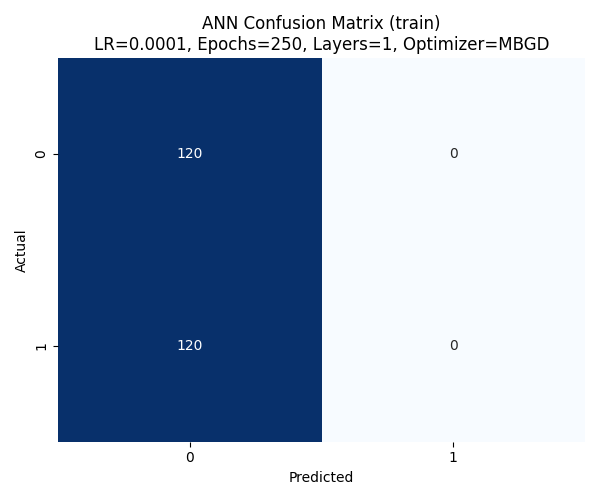 ANN Confusion Matrix (train)
LR=0.0001, Epochs=250, Layers=1, Optimizer=MBGD
Actual
0
120
0
1
120
0
0
1
Predicted